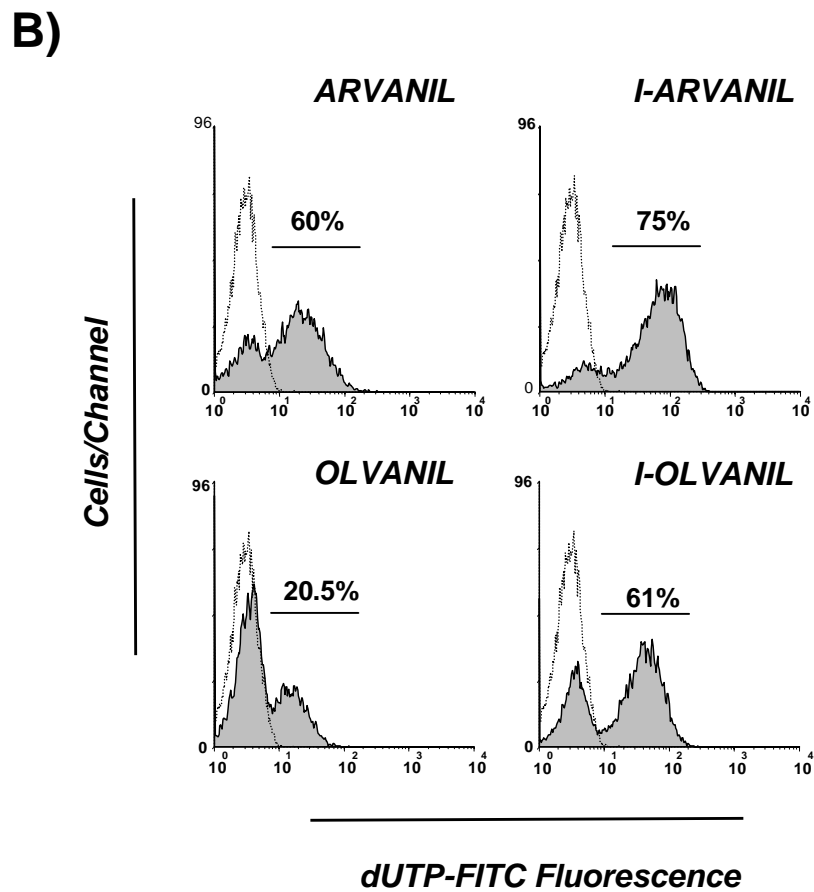 B)
ARVANIL
I-ARVANIL
96
60%
0
10^0 10^1 10^2 10^3 10^4
96
75%
0
10^0 10^1 10^2 10^3 10^4
Cells/Channel
OLVANIL
I-OLVANIL
96
20.5%
0
10^0 10^1 10^2 10^3 10^4
96
61%
0
10^0 10^1 10^2 10^3 10^4
dUTP-FITC Fluorescence